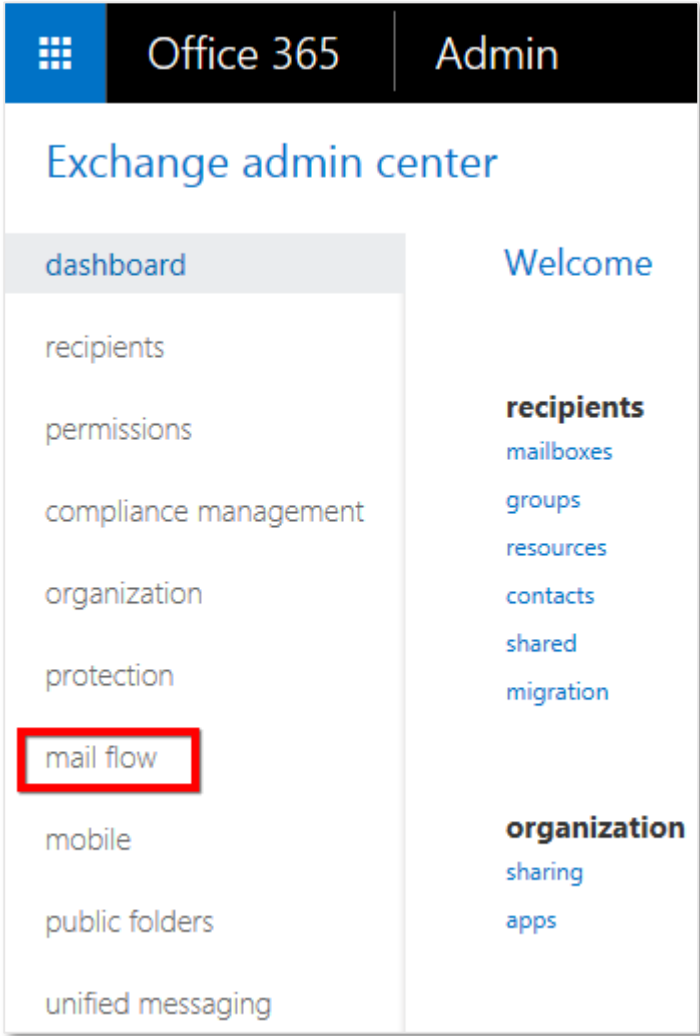 Office 365 Admin
Exchange admin center
dashboard
recipients
permissions
compliance management
organization
protection
mail flow
mobile
public folders
unified messaging
Welcome
recipients
mailboxes
groups
resources
contacts
shared
migration
organization
sharing
apps